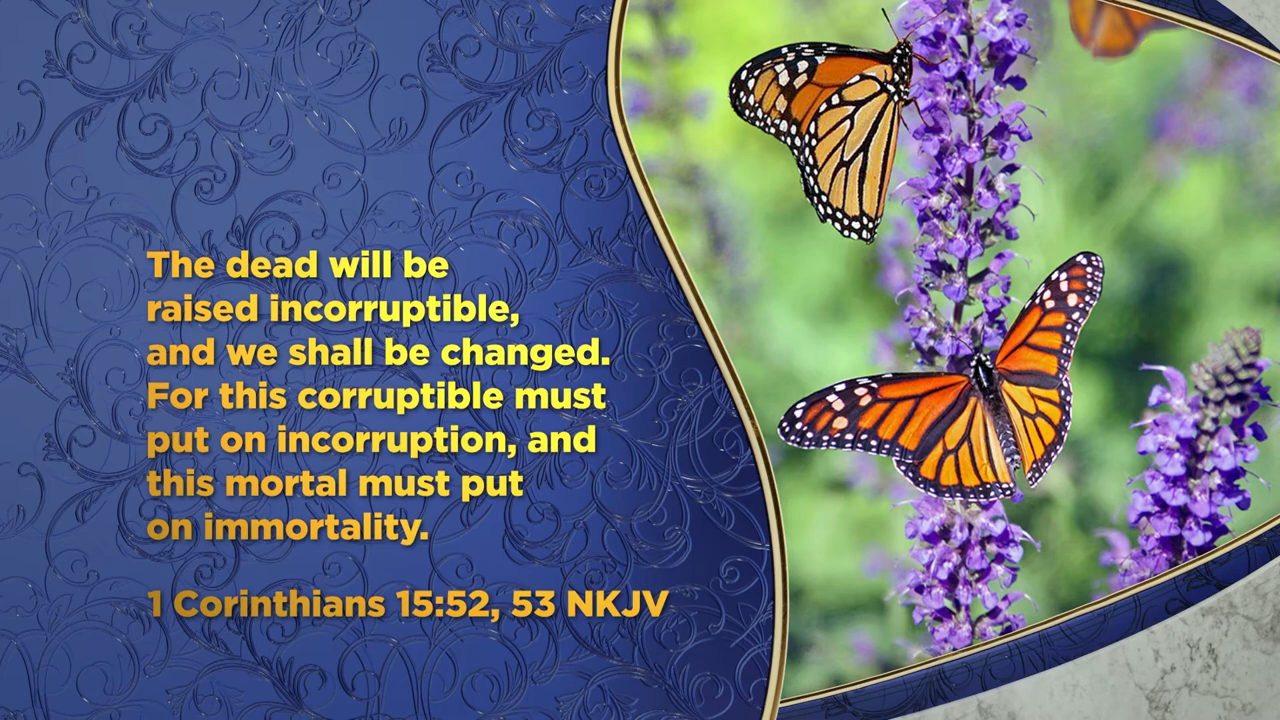 The dead will be
raised incorruptible,
and we shall be changed.
For this corruptible must
put on incorruption, and
this mortal must put
on immortality.
1 Corinthians 15:52, 53 NKJV